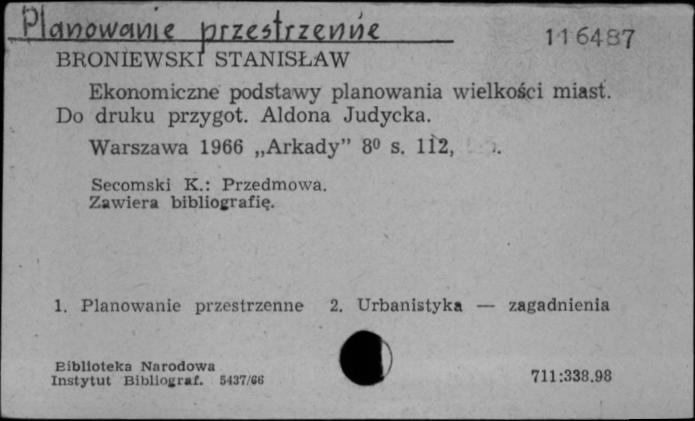 Planowanie przestrzenne
116487
BRONIEWSKI STANISŁAW
Ekonomiczne podstawy planowania wielkości miast.
Do druku przygot. Aldona Judycka.
Warszawa 1966 „Arkady” 8⁰ s. 112,
Secomski K.: Przedmowa.
Zawiera bibliografię.
1. Planowanie przestrzenne 2. Urbanistyka — zagadnienia
Biblioteka Narodowa
Instytut Bibliograf. 5437/66
711:338.98